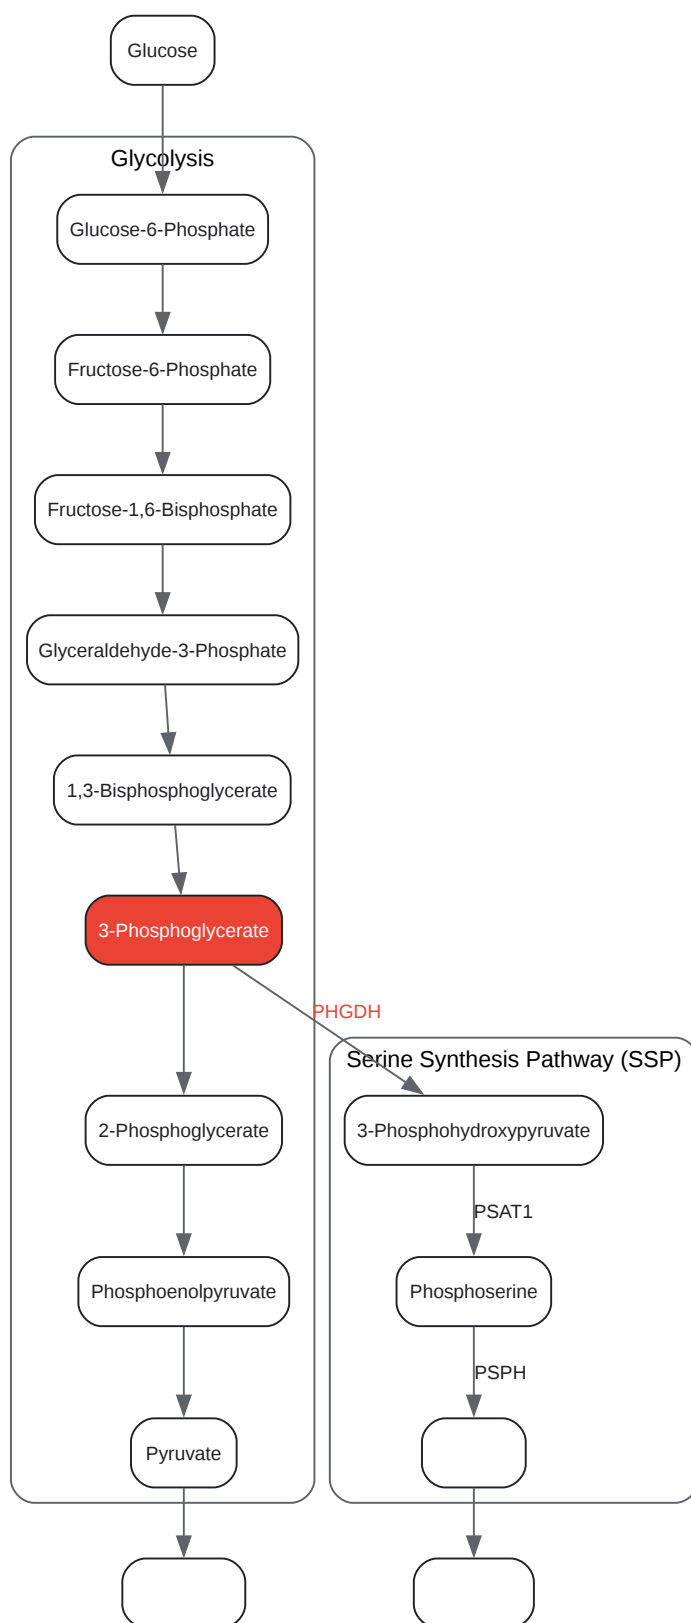 Glucose
Glycolysis
Glucose-6-Phosphate
Fructose-6-Phosphate
Fructose-1,6-Bisphosphate
Glyceraldehyde-3-Phosphate
1,3-Bisphosphoglycerate
3-Phosphoglycerate
PHGDH
Serine Synthesis Pathway (SSP)
2-Phosphoglycerate
3-Phosphohydroxypyruvate
PSAT1
Phosphoenolpyruvate
Phosphoserine
PSPH
Pyruvate